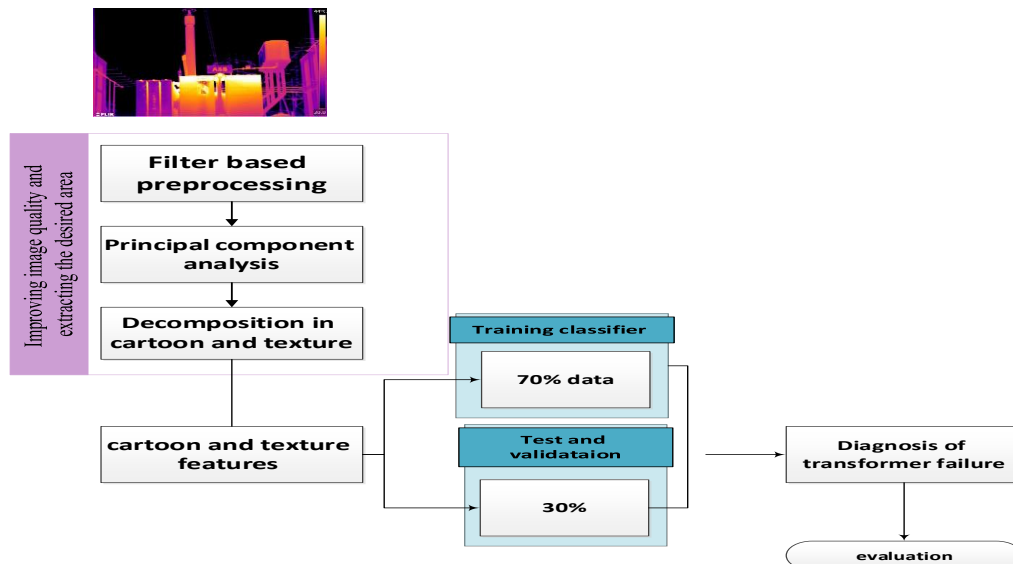 FLIR
Improving image quality and
extracting the desired area
Filter based
preprocessing
Principal component
analysis
Decomposition in
cartoon and texture
cartoon and texture
features
Training classifier
70% data
Test and
validataion
30%
Diagnosis of
transformer failure
evaluation